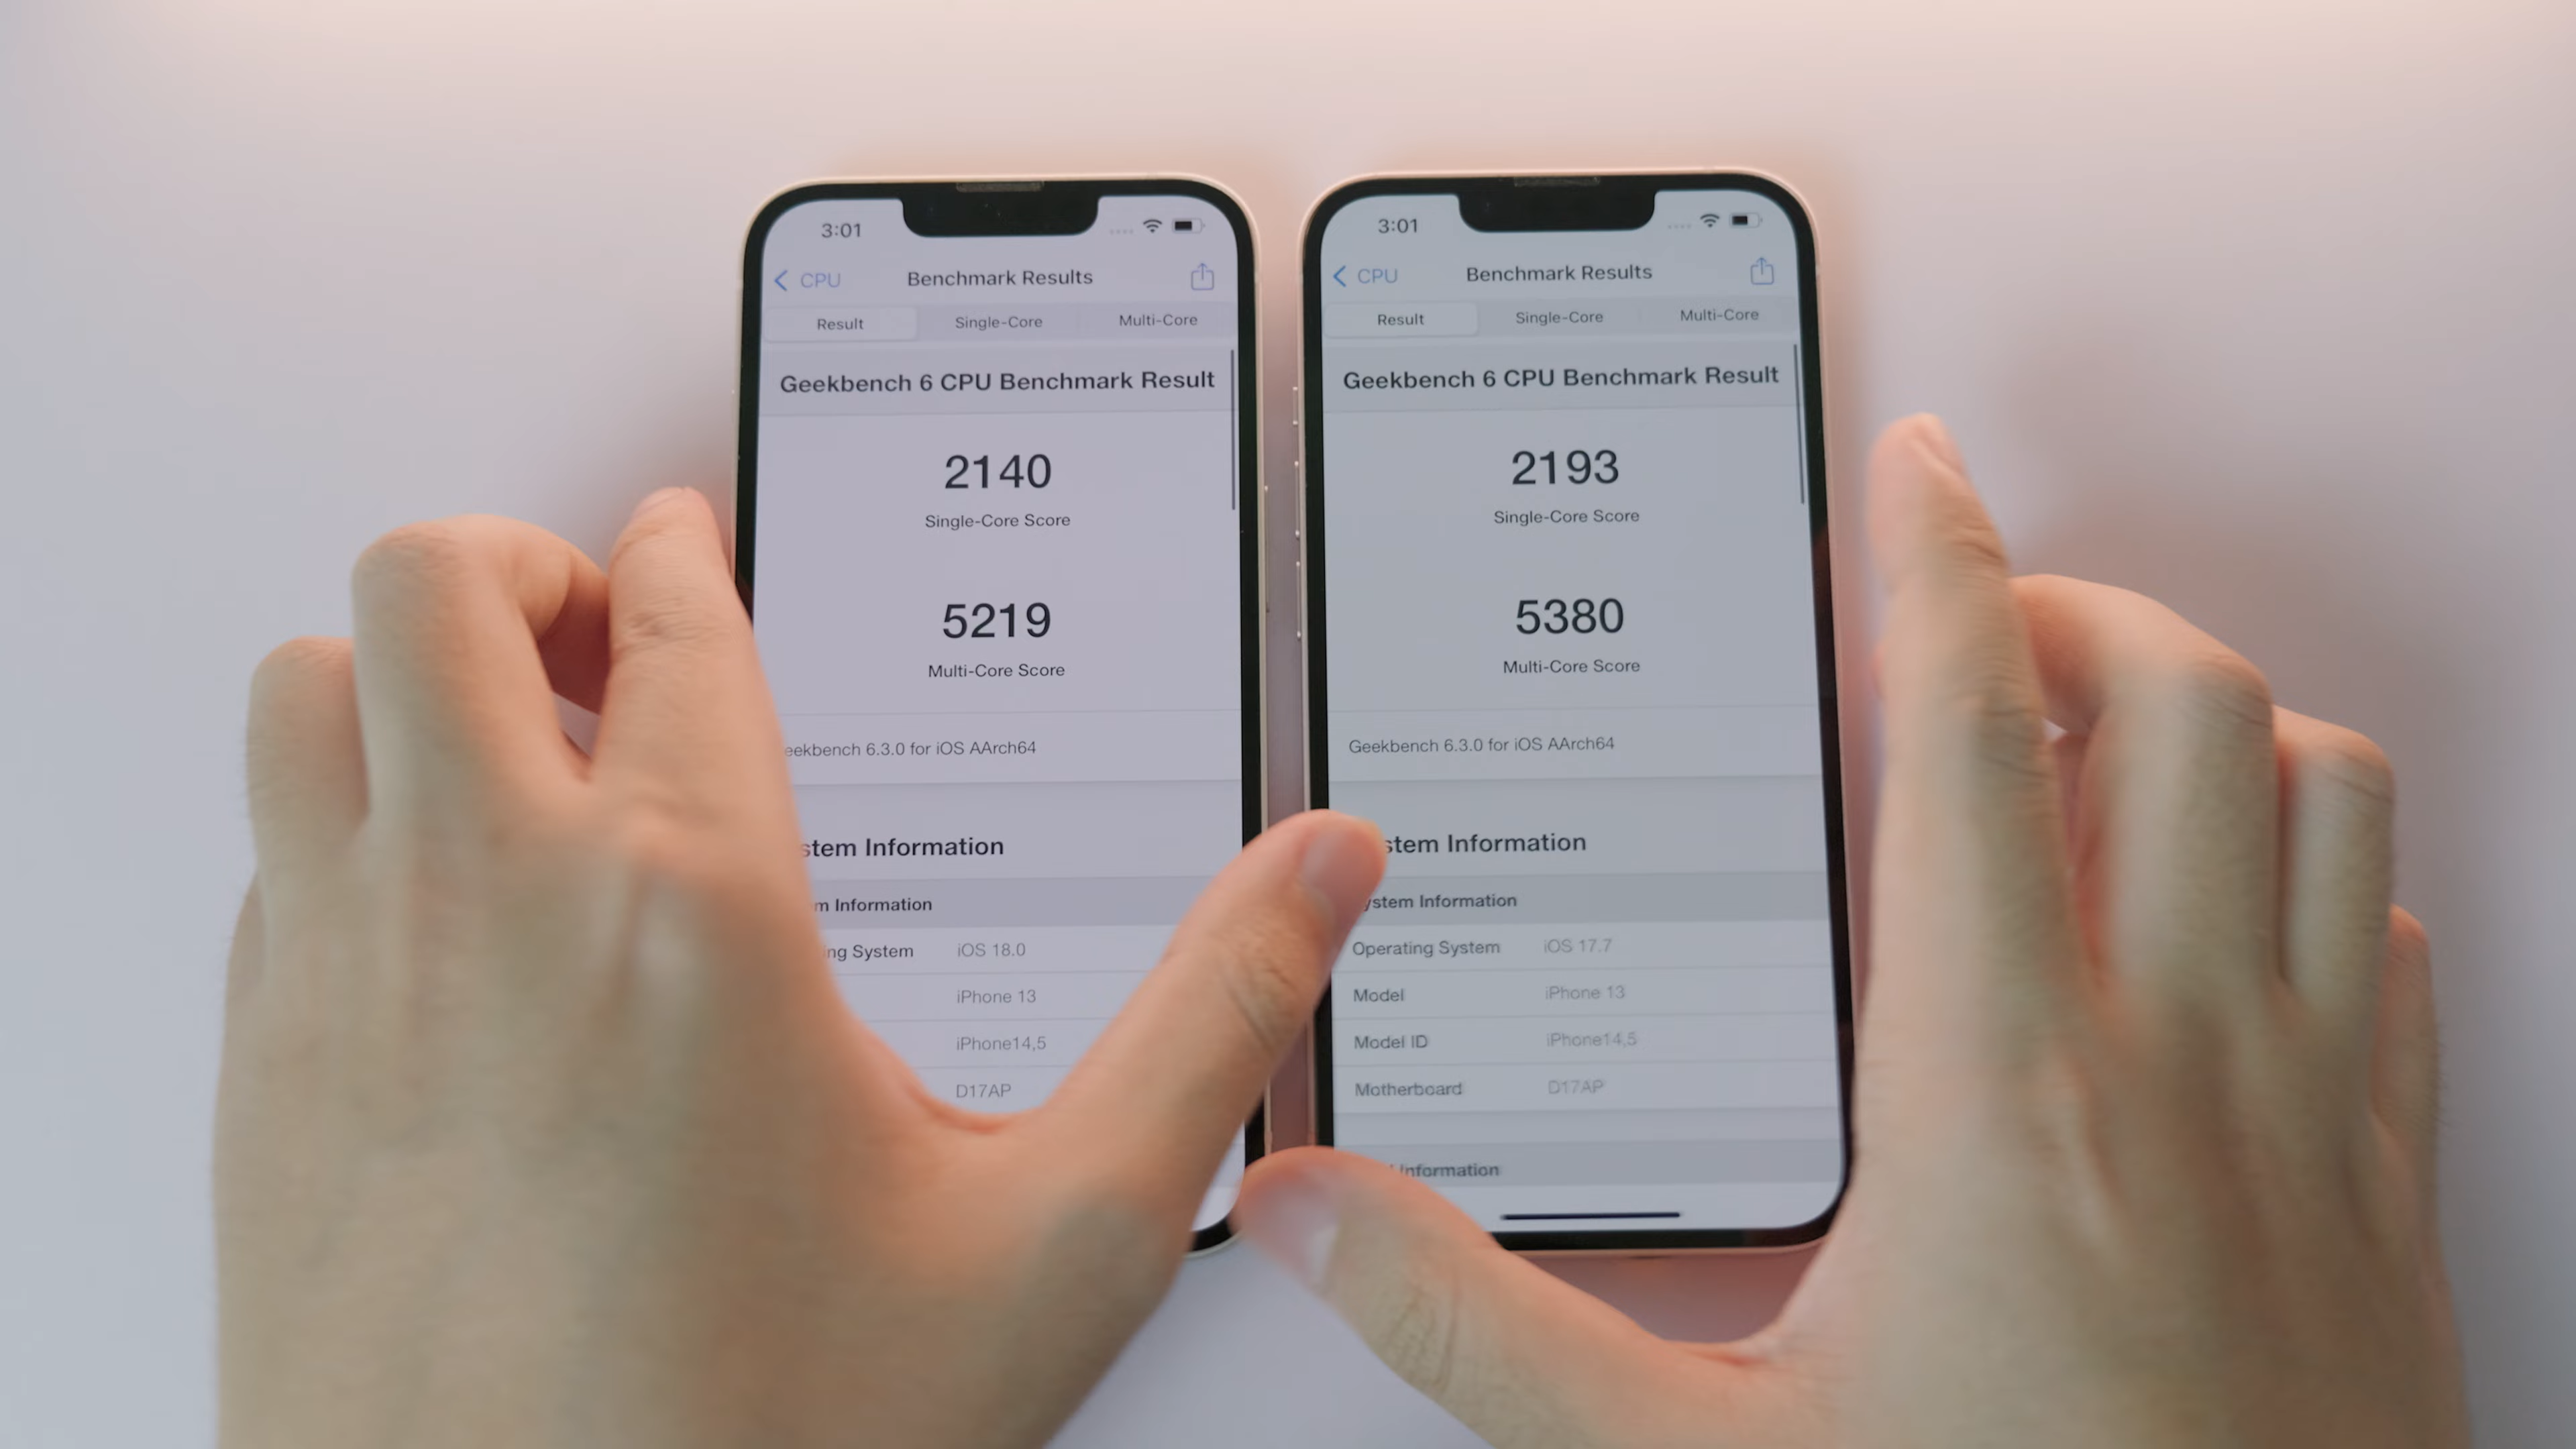 3:01
CPU
Benchmark Results
Result Single-Core Multi-Core
Geekbench 6 CPU Benchmark Result
2140
Single-Core Score
5219
Multi-Core Score
eekbench 6.3.0 for iOS AArch64
stem Information
m Information
ng System iOS 18.0
iPhone 13
iPhone14,5
D17AP
3:01
CPU
Benchmark Results
Result Single-Core Multi-Core
Geekbench 6 CPU Benchmark Result
2193
Single-Core Score
5380
Multi-Core Score
Geekbench 6.3.0 for iOS AArch64
stem Information
ystem Information
Operating System iOS 17.7
Model iPhone 13
Model ID iPhone14,5
Motherboard D17AP
Information